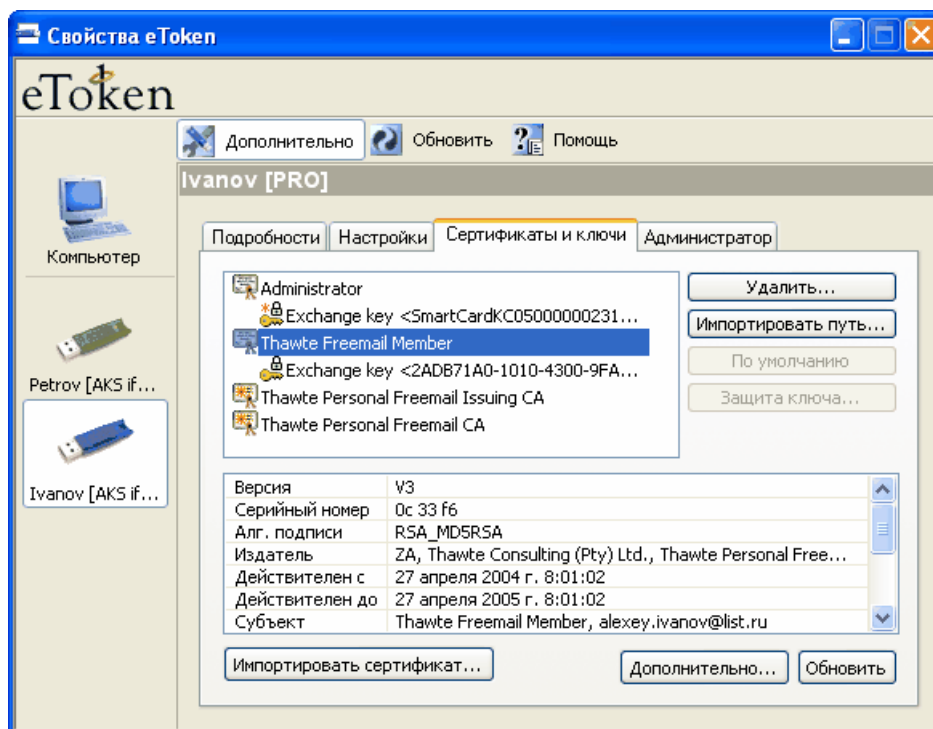 Свойства eToken
eToken
Дополнительно Обновить Помощь
Ivanov [PRO]
Компьютер
Petrov [AKS if...
Ivanov [AKS if...
Подробности Настройки Сертификаты и ключи Администратор
Administrator
Exchange key <SmartCardKC05000000231...
Thawte Freemail Member
Exchange key <2ADB71A0-1010-4300-9FA...
Thawte Personal Freemail Issuing CA
Thawte Personal Freemail CA
Удалить...
Импортировать путь...
По умолчанию
Защита ключа...
Версия V3
Серийный номер 0c 33 f6
Алг. подписи RSA_MD5RSA
Издатель ZA, Thawte Consulting (Pty) Ltd., Thawte Personal Free...
Действителен с 27 апреля 2004 г. 8:01:02
Действителен до 27 апреля 2005 г. 8:01:02
Субъект Thawte Freemail Member, alexey.ivanov@list.ru
Импортировать сертификат... Дополнительно... Обновить